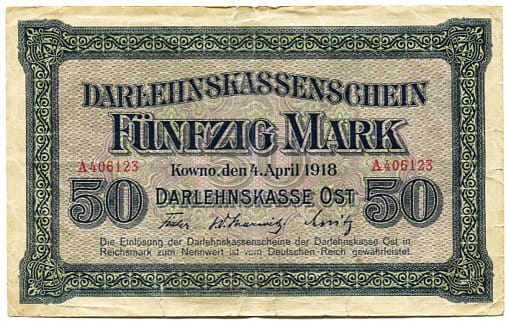 DARLEHNSKASSENSCHEIN
FÜNFZIG MARK
Kowno, den 4. April 1918
A406123 A406123
50 DARLEHNSKASSE OST 50
Die Einlösung der Darlehnskassenscheine der Darlehnskasse Ost in
Reichsmark zum Nennwert ist vom Deutschen Reich gewährleistet.